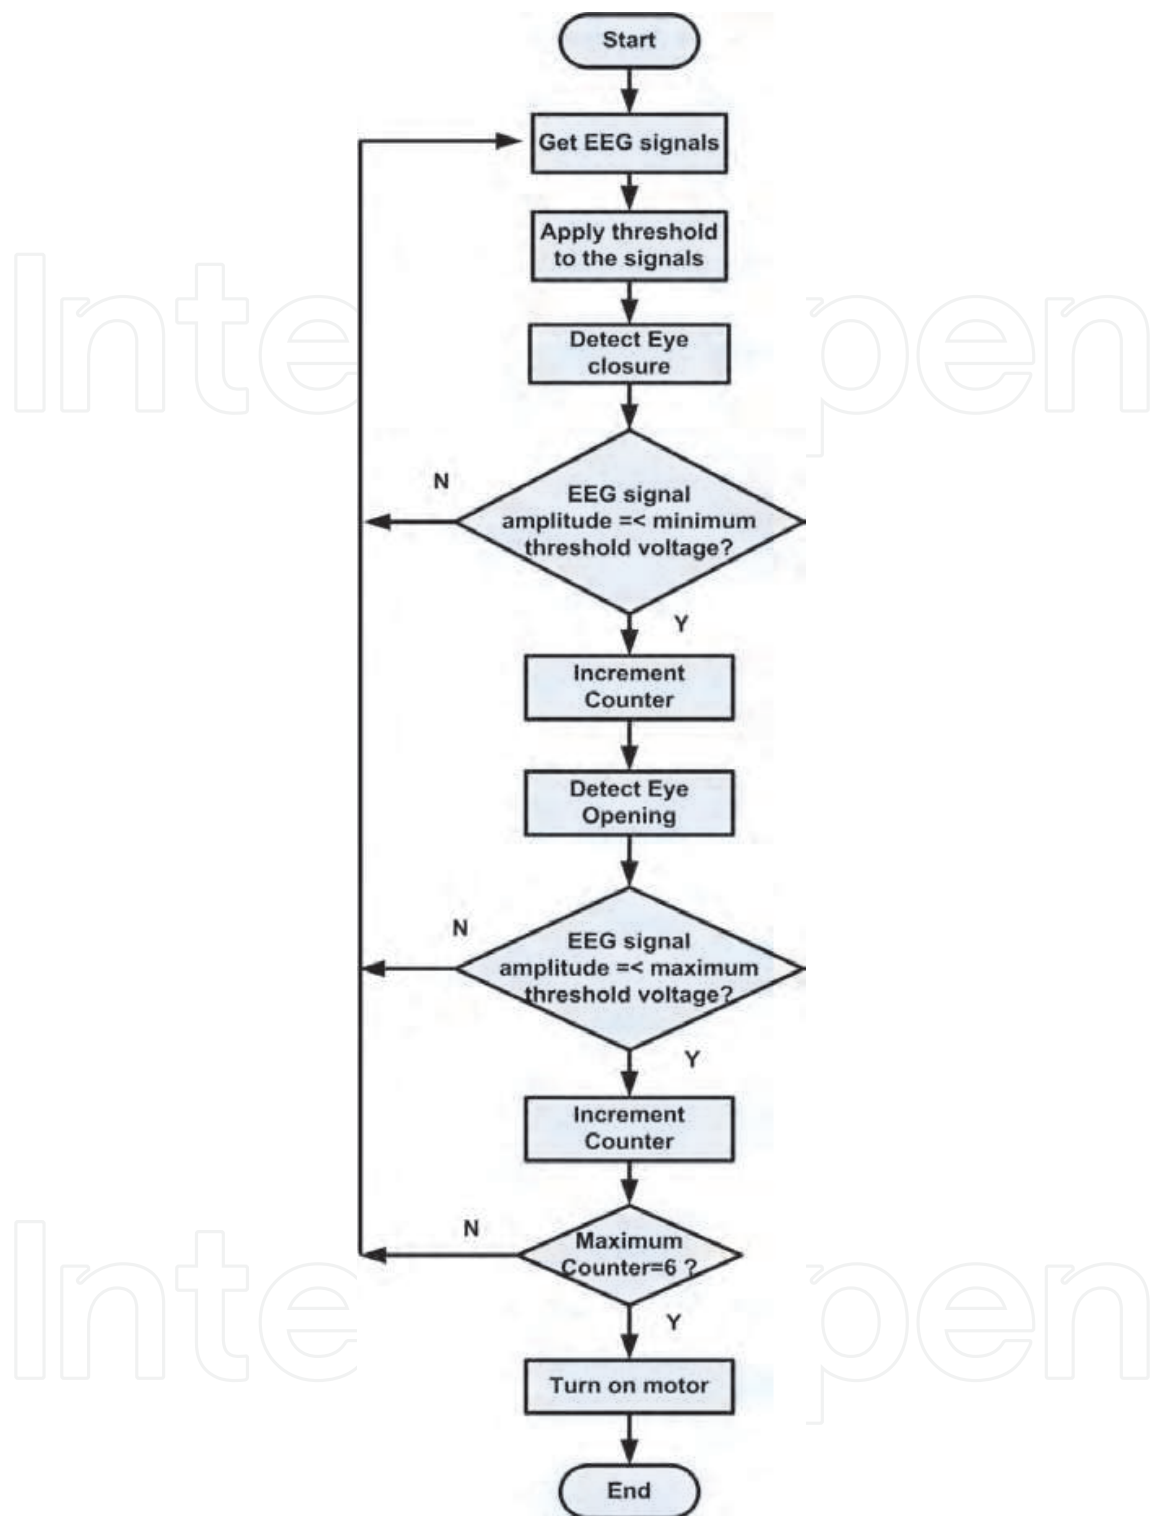 Start
Get EEG signals
Apply threshold
to the signals
Detect Eye
closure
N
EEG signal
amplitude =< minimum
threshold voltage?
Y
Increment
Counter
Detect Eye
Opening
N
EEG signal
amplitude =< maximum
threshold voltage?
Y
Increment
Counter
N
Maximum
Counter=6 ?
Y
Turn on motor
End